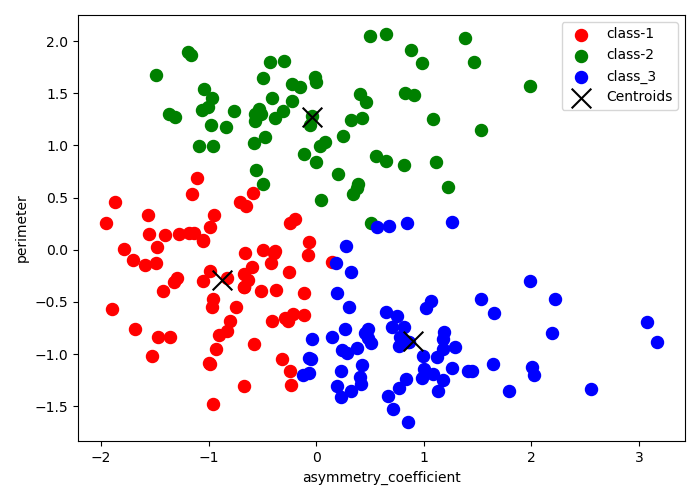 class-1
class-2
class_3
Centroids
perimeter
2.0
1.5
1.0
0.5
0.0
−0.5
−1.0
−1.5
−2
−1
0
1
2
3
asymmetry_coefficient